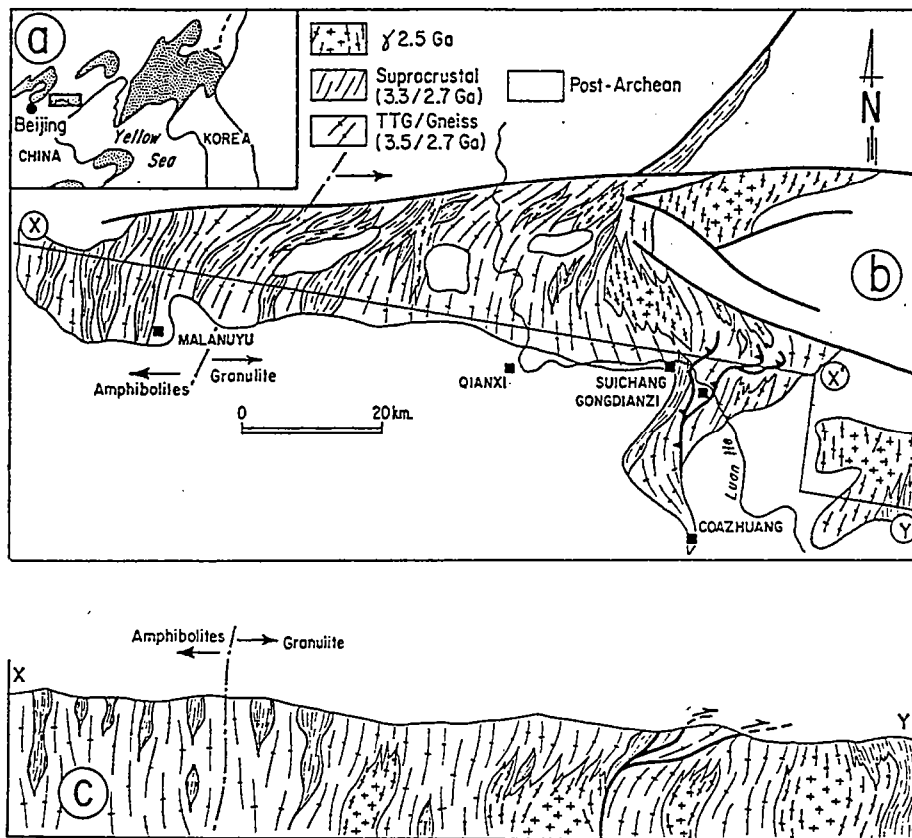 a
Beijing
CHINA
Yellow
Sea
KOREA
γ 2.5 Ga
Supracrustal
(3.3/2.7 Ga)
TTG/Gneiss
(3.5/2.7 Ga)
Post-Archean
N
X
b
MALANUYU
Amphibolites
Granulite
0
20 km.
QIANXI
SUICHANG
GONGDIANZI
X'
Luan He
COAZHUANG
Y
Amphibolites
Granulite
X
Y
C